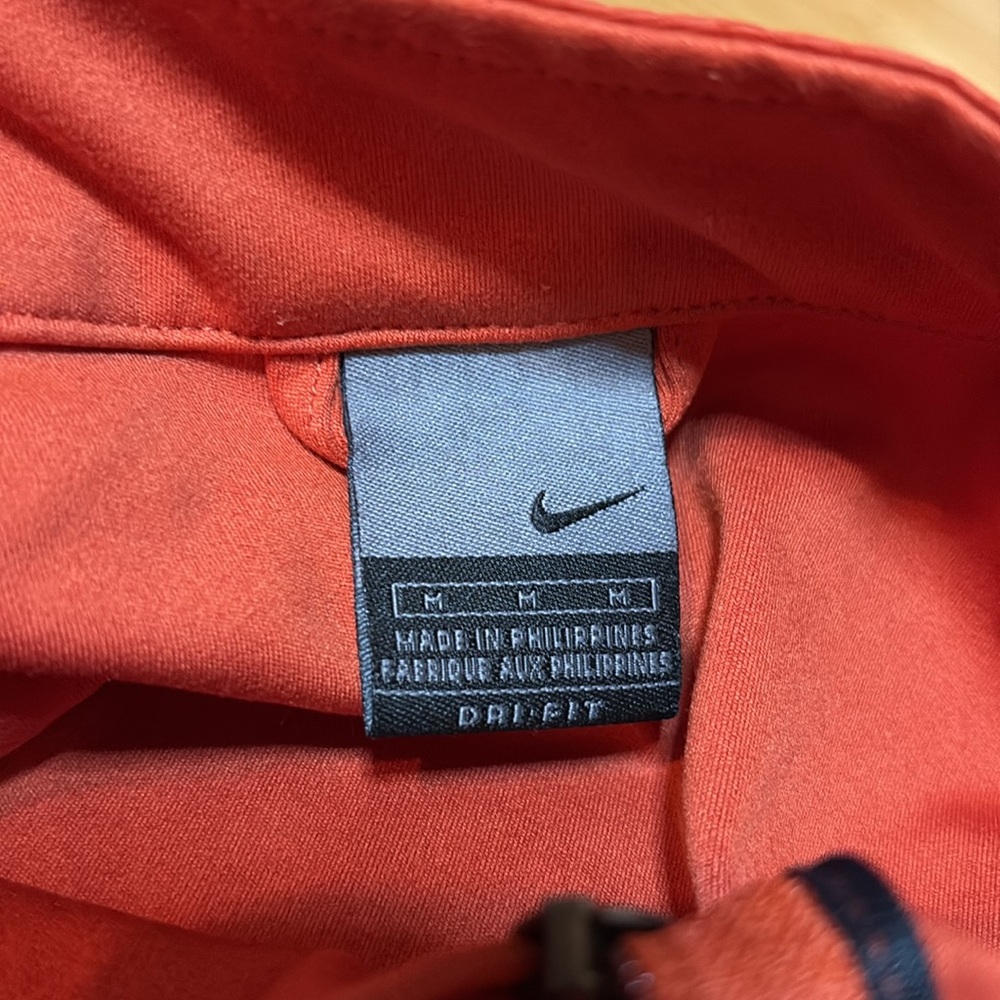 M M M
MADE IN PHILIPPINES
FABRIQUE AUX PHILIPPINES
DRI-FIT